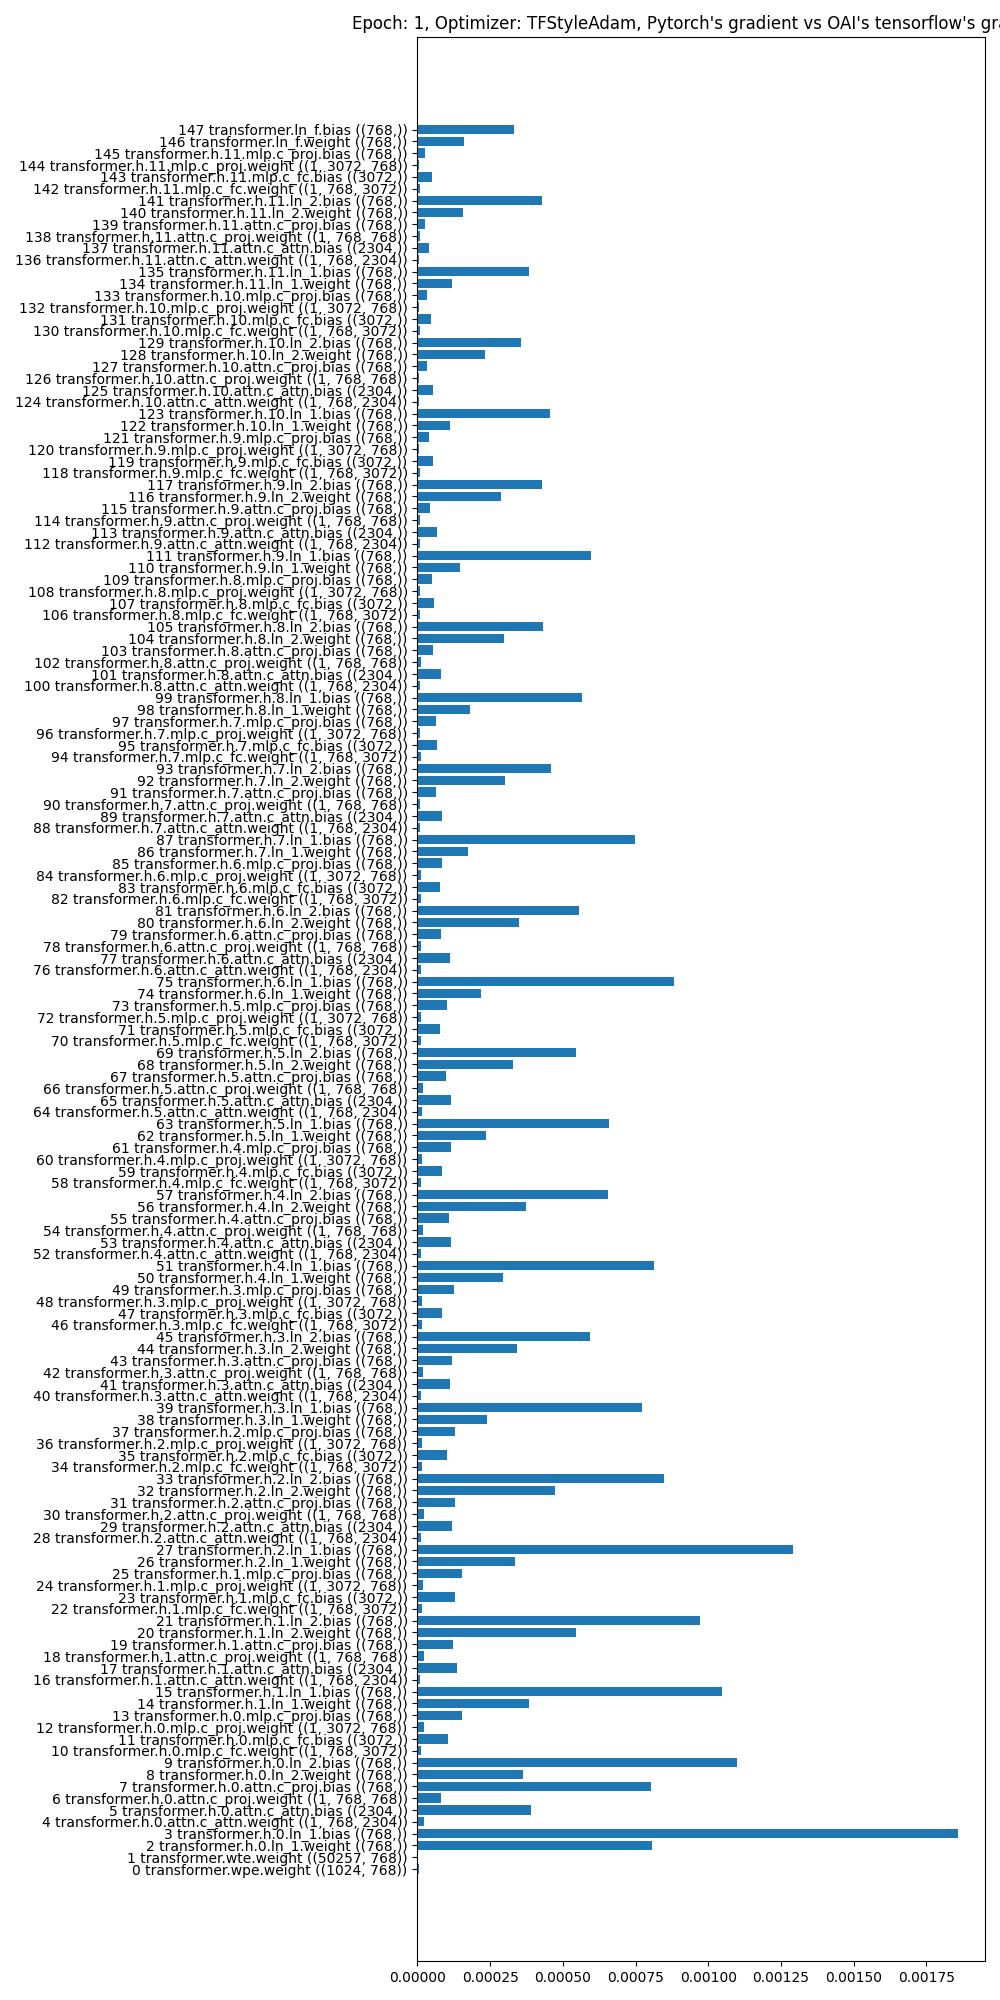 Epoch: 1, Optimizer: TFStyleAdam, Pytorch's gradient vs OAI's tensorflow's gra
147 transformer.ln_f.bias ((768,))
146 transformer.ln_f.weight ((768,))
145 transformer.h.11.mlp.c_proj.bias ((768,))
144 transformer.h.11.mlp.c_proj.weight ((1, 3072, 768))
143 transformer.h.11.mlp.c_fc.bias ((3072,))
142 transformer.h.11.mlp.c_fc.weight ((1, 768, 3072))
141 transformer.h.11.ln_2.bias ((768,))
140 transformer.h.11.ln_2.weight ((768,))
139 transformer.h.11.attn.c_proj.bias ((768,))
138 transformer.h.11.attn.c_proj.weight ((1, 768, 768))
137 transformer.h.11.attn.c_attn.bias ((2304,))
136 transformer.h.11.attn.c_attn.weight ((1, 768, 2304))
135 transformer.h.11.ln_1.bias ((768,))
134 transformer.h.11.ln_1.weight ((768,))
133 transformer.h.10.mlp.c_proj.bias ((768,))
132 transformer.h.10.mlp.c_proj.weight ((1, 3072, 768))
131 transformer.h.10.mlp.c_fc.bias ((3072,))
130 transformer.h.10.mlp.c_fc.weight ((1, 768, 3072))
129 transformer.h.10.ln_2.bias ((768,))
128 transformer.h.10.ln_2.weight ((768,))
127 transformer.h.10.attn.c_proj.bias ((768,))
126 transformer.h.10.attn.c_proj.weight ((1, 768, 768))
125 transformer.h.10.attn.c_attn.bias ((2304,))
124 transformer.h.10.attn.c_attn.weight ((1, 768, 2304))
123 transformer.h.10.ln_1.bias ((768,))
122 transformer.h.10.ln_1.weight ((768,))
121 transformer.h.9.mlp.c_proj.bias ((768,))
120 transformer.h.9.mlp.c_proj.weight ((1, 3072, 768))
119 transformer.h.9.mlp.c_fc.bias ((3072,))
118 transformer.h.9.mlp.c_fc.weight ((1, 768, 3072))
117 transformer.h.9.ln_2.bias ((768,))
116 transformer.h.9.ln_2.weight ((768,))
115 transformer.h.9.attn.c_proj.bias ((768,))
114 transformer.h.9.attn.c_proj.weight ((1, 768, 768))
113 transformer.h.9.attn.c_attn.bias ((2304,))
112 transformer.h.9.attn.c_attn.weight ((1, 768, 2304))
111 transformer.h.9.ln_1.bias ((768,))
110 transformer.h.9.ln_1.weight ((768,))
109 transformer.h.8.mlp.c_proj.bias ((768,))
108 transformer.h.8.mlp.c_proj.weight ((1, 3072, 768))
107 transformer.h.8.mlp.c_fc.bias ((3072,))
106 transformer.h.8.mlp.c_fc.weight ((1, 768, 3072))
105 transformer.h.8.ln_2.bias ((768,))
104 transformer.h.8.ln_2.weight ((768,))
103 transformer.h.8.attn.c_proj.bias ((768,))
102 transformer.h.8.attn.c_proj.weight ((1, 768, 768))
101 transformer.h.8.attn.c_attn.bias ((2304,))
100 transformer.h.8.attn.c_attn.weight ((1, 768, 2304))
99 transformer.h.8.ln_1.bias ((768,))
98 transformer.h.8.ln_1.weight ((768,))
97 transformer.h.7.mlp.c_proj.bias ((768,))
96 transformer.h.7.mlp.c_proj.weight ((1, 3072, 768))
95 transformer.h.7.mlp.c_fc.bias ((3072,))
94 transformer.h.7.mlp.c_fc.weight ((1, 768, 3072))
93 transformer.h.7.ln_2.bias ((768,))
92 transformer.h.7.ln_2.weight ((768,))
91 transformer.h.7.attn.c_proj.bias ((768,))
90 transformer.h.7.attn.c_proj.weight ((1, 768, 768))
89 transformer.h.7.attn.c_attn.bias ((2304,))
88 transformer.h.7.attn.c_attn.weight ((1, 768, 2304))
87 transformer.h.7.ln_1.bias ((768,))
86 transformer.h.7.ln_1.weight ((768,))
85 transformer.h.6.mlp.c_proj.bias ((768,))
84 transformer.h.6.mlp.c_proj.weight ((1, 3072, 768))
83 transformer.h.6.mlp.c_fc.bias ((3072,))
82 transformer.h.6.mlp.c_fc.weight ((1, 768, 3072))
81 transformer.h.6.ln_2.bias ((768,))
80 transformer.h.6.ln_2.weight ((768,))
79 transformer.h.6.attn.c_proj.bias ((768,))
78 transformer.h.6.attn.c_proj.weight ((1, 768, 768))
77 transformer.h.6.attn.c_attn.bias ((2304,))
76 transformer.h.6.attn.c_attn.weight ((1, 768, 2304))
75 transformer.h.6.ln_1.bias ((768,))
74 transformer.h.6.ln_1.weight ((768,))
73 transformer.h.5.mlp.c_proj.bias ((768,))
72 transformer.h.5.mlp.c_proj.weight ((1, 3072, 768))
71 transformer.h.5.mlp.c_fc.bias ((3072,))
70 transformer.h.5.mlp.c_fc.weight ((1, 768, 3072))
69 transformer.h.5.ln_2.bias ((768,))
68 transformer.h.5.ln_2.weight ((768,))
67 transformer.h.5.attn.c_proj.bias ((768,))
66 transformer.h.5.attn.c_proj.weight ((1, 768, 768))
65 transformer.h.5.attn.c_attn.bias ((2304,))
64 transformer.h.5.attn.c_attn.weight ((1, 768, 2304))
63 transformer.h.5.ln_1.bias ((768,))
62 transformer.h.5.ln_1.weight ((768,))
61 transformer.h.4.mlp.c_proj.bias ((768,))
60 transformer.h.4.mlp.c_proj.weight ((1, 3072, 768))
59 transformer.h.4.mlp.c_fc.bias ((3072,))
58 transformer.h.4.mlp.c_fc.weight ((1, 768, 3072))
57 transformer.h.4.ln_2.bias ((768,))
56 transformer.h.4.ln_2.weight ((768,))
55 transformer.h.4.attn.c_proj.bias ((768,))
54 transformer.h.4.attn.c_proj.weight ((1, 768, 768))
53 transformer.h.4.attn.c_attn.bias ((2304,))
52 transformer.h.4.attn.c_attn.weight ((1, 768, 2304))
51 transformer.h.4.ln_1.bias ((768,))
50 transformer.h.4.ln_1.weight ((768,))
49 transformer.h.3.mlp.c_proj.bias ((768,))
48 transformer.h.3.mlp.c_proj.weight ((1, 3072, 768))
47 transformer.h.3.mlp.c_fc.bias ((3072,))
46 transformer.h.3.mlp.c_fc.weight ((1, 768, 3072))
45 transformer.h.3.ln_2.bias ((768,))
44 transformer.h.3.ln_2.weight ((768,))
43 transformer.h.3.attn.c_proj.bias ((768,))
42 transformer.h.3.attn.c_proj.weight ((1, 768, 768))
41 transformer.h.3.attn.c_attn.bias ((2304,))
40 transformer.h.3.attn.c_attn.weight ((1, 768, 2304))
39 transformer.h.3.ln_1.bias ((768,))
38 transformer.h.3.ln_1.weight ((768,))
37 transformer.h.2.mlp.c_proj.bias ((768,))
36 transformer.h.2.mlp.c_proj.weight ((1, 3072, 768))
35 transformer.h.2.mlp.c_fc.bias ((3072,))
34 transformer.h.2.mlp.c_fc.weight ((1, 768, 3072))
33 transformer.h.2.ln_2.bias ((768,))
32 transformer.h.2.ln_2.weight ((768,))
31 transformer.h.2.attn.c_proj.bias ((768,))
30 transformer.h.2.attn.c_proj.weight ((1, 768, 768))
29 transformer.h.2.attn.c_attn.bias ((2304,))
28 transformer.h.2.attn.c_attn.weight ((1, 768, 2304))
27 transformer.h.2.ln_1.bias ((768,))
26 transformer.h.2.ln_1.weight ((768,))
25 transformer.h.1.mlp.c_proj.bias ((768,))
24 transformer.h.1.mlp.c_proj.weight ((1, 3072, 768))
23 transformer.h.1.mlp.c_fc.bias ((3072,))
22 transformer.h.1.mlp.c_fc.weight ((1, 768, 3072))
21 transformer.h.1.ln_2.bias ((768,))
20 transformer.h.1.ln_2.weight ((768,))
19 transformer.h.1.attn.c_proj.bias ((768,))
18 transformer.h.1.attn.c_proj.weight ((1, 768, 768))
17 transformer.h.1.attn.c_attn.bias ((2304,))
16 transformer.h.1.attn.c_attn.weight ((1, 768, 2304))
15 transformer.h.1.ln_1.bias ((768,))
14 transformer.h.1.ln_1.weight ((768,))
13 transformer.h.0.mlp.c_proj.bias ((768,))
12 transformer.h.0.mlp.c_proj.weight ((1, 3072, 768))
11 transformer.h.0.mlp.c_fc.bias ((3072,))
10 transformer.h.0.mlp.c_fc.weight ((1, 768, 3072))
9 transformer.h.0.ln_2.bias ((768,))
8 transformer.h.0.ln_2.weight ((768,))
7 transformer.h.0.attn.c_proj.bias ((768,))
6 transformer.h.0.attn.c_proj.weight ((1, 768, 768))
5 transformer.h.0.attn.c_attn.bias ((2304,))
4 transformer.h.0.attn.c_attn.weight ((1, 768, 2304))
3 transformer.h.0.ln_1.bias ((768,))
2 transformer.h.0.ln_1.weight ((768,))
1 transformer.wte.weight ((50257, 768))
0 transformer.wpe.weight ((1024, 768))
0.00000 0.00025 0.00050 0.00075 0.00100 0.00125 0.00150 0.00175